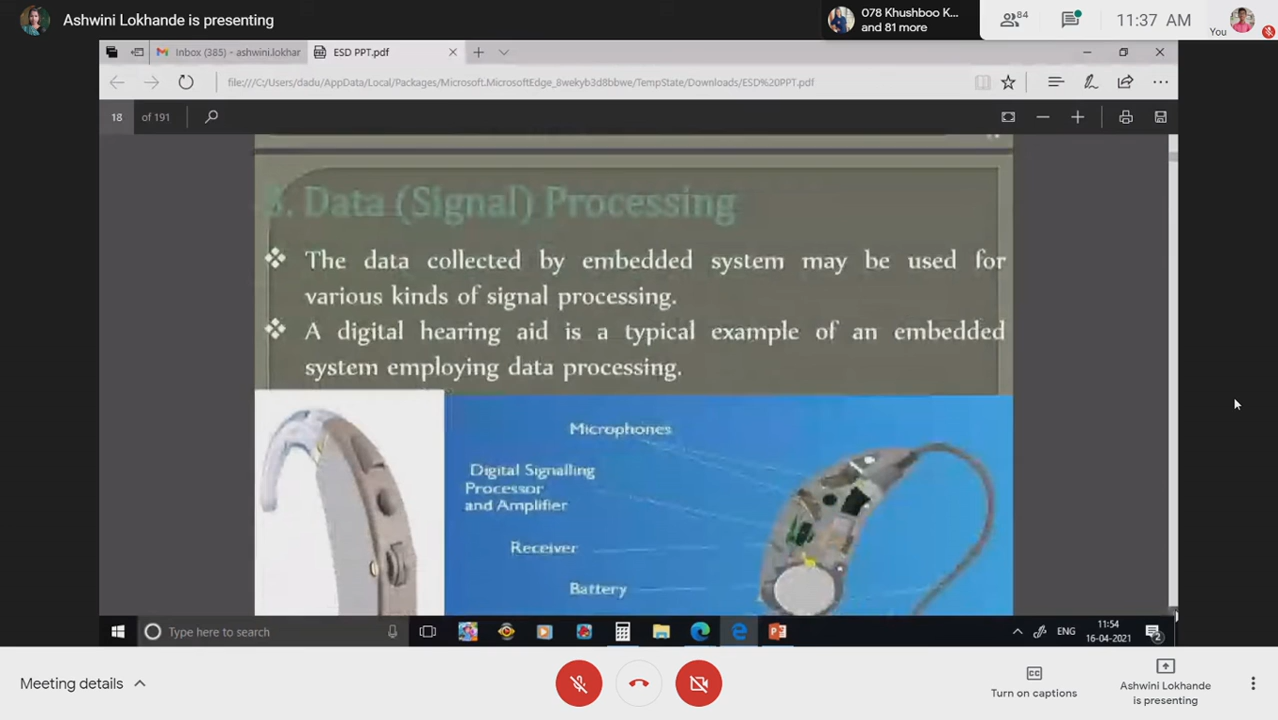 Ashwini Lokhande is presenting
078 Khushboo K...
and 81 more
84
11:37 AM
You
Inbox (385) - ashwini.lokhar
ESD PPT.pdf
file:///C:/Users/dadu/AppData/Local/Packages/Microsoft.MicrosoftEdge_8wekyb3d8bbwe/TempState/Downloads/ESD%20PPT.pdf
18 of 191
3. Data (Signal) Processing
The data collected by embedded system may be used for
various kinds of signal processing.
A digital hearing aid is a typical example of an embedded
system employing data processing.
Microphones
Digital Signalling
Processor
and Amplifier
Receiver
Battery
Type here to search
ENG
11:54
16-04-2021
2
Meeting details
CC
Turn on captions
Ashwini Lokhande
is presenting